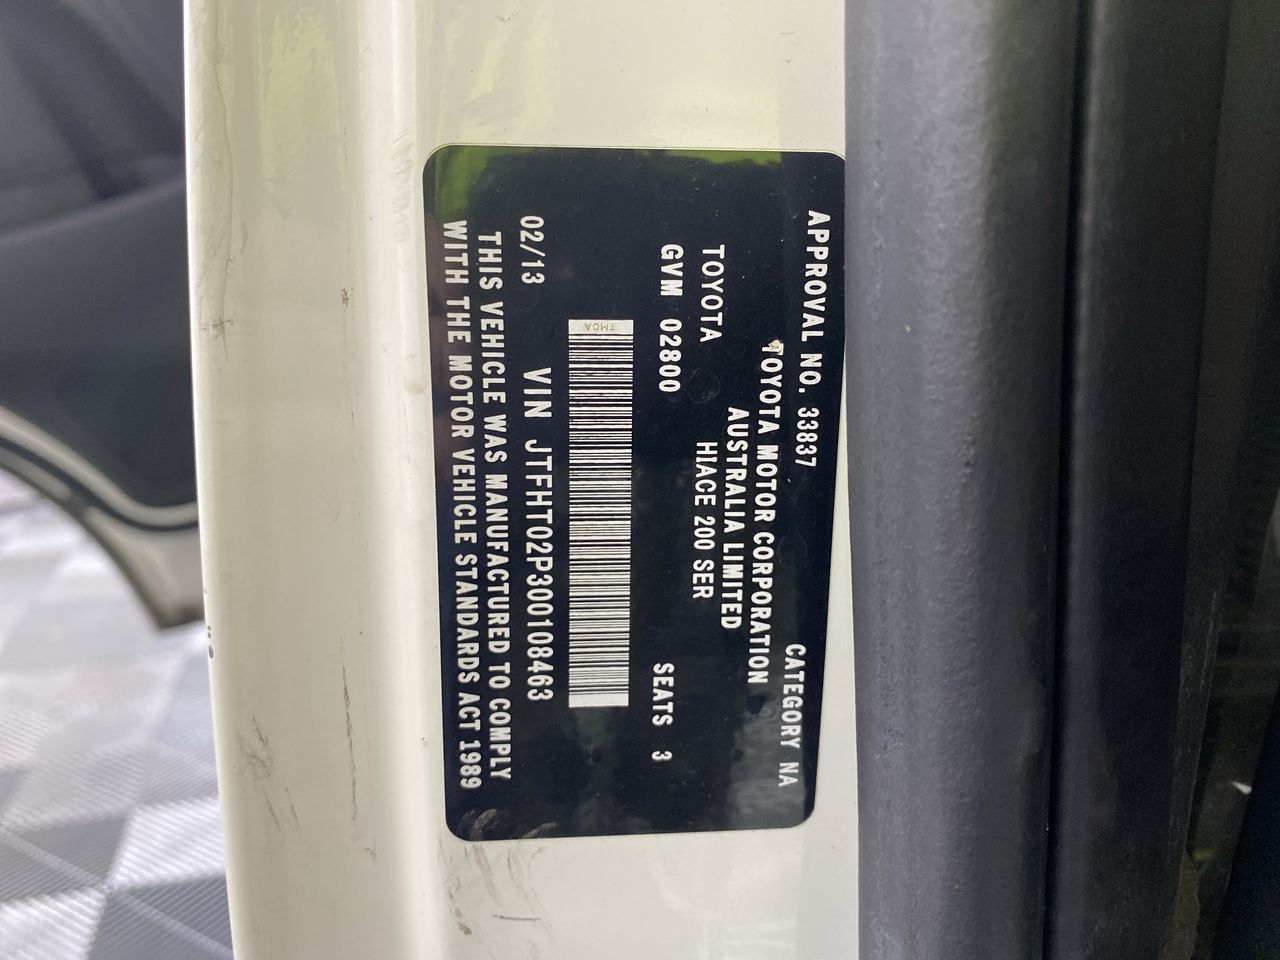 APPROVAL NO. 33837 CATEGORY NA
TOYOTA MOTOR CORPORATION
AUSTRALIA LIMITED
TOYOTA HIACE 200 SER
GVM 02800 SEATS 3
TMCA
02/13 VIN JTFHT02P300108463
THIS VEHICLE WAS MANUFACTURED TO COMPLY
WITH THE MOTOR VEHICLE STANDARDS ACT 1989